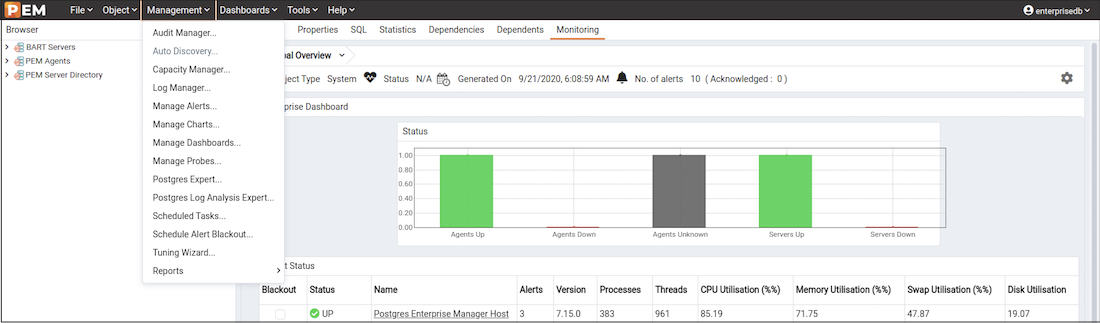 PEM File Object Management Dashboards Tools Help enterprisedb
Browser
BART Servers
PEM Agents
PEM Server Directory
Audit Manager...
Auto Discovery...
Capacity Manager...
Log Manager...
Manage Alerts...
Manage Charts...
Manage Dashboards...
Manage Probes...
Postgres Expert...
Postgres Log Analysis Expert...
Scheduled Tasks...
Schedule Alert Blackout...
Tuning Wizard...
Reports
Properties SQL Statistics Dependencies Dependents Monitoring
Overview
Type System Status N/A Generated On 9/21/2020, 6:08:59 AM No. of alerts 10 ( Acknowledged : 0 )
Dashboard
Status
1.00
0.80
0.60
0.40
0.20
0.00
Agents Up Agents Down Agents Unknown Servers Up Servers Down
Status
Blackout Status Name Alerts Version Processes Threads CPU Utilisation (%%) Memory Utilisation (%%) Swap Utilisation (%%) Disk Utilisation
UP Postgres Enterprise Manager Host 3 7.15.0 383 961 85.19 71.75 47.87 19.07